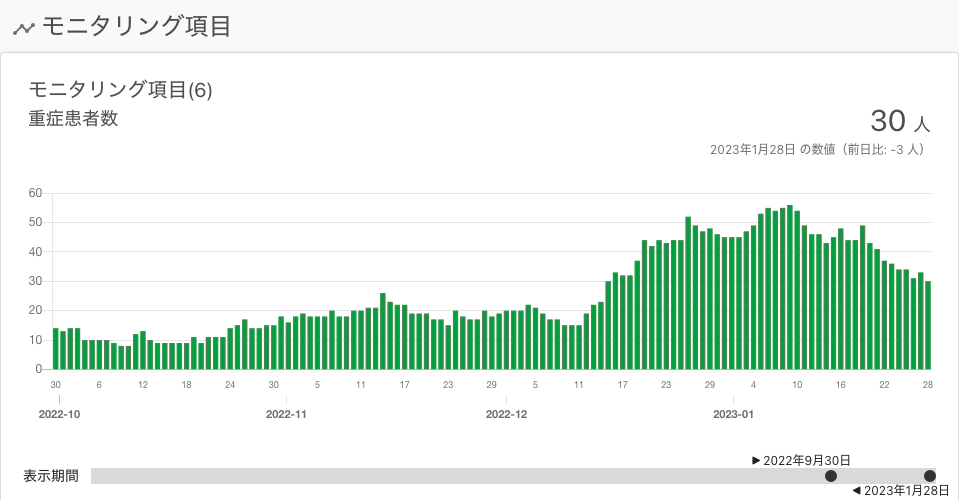 モニタリング項目
モニタリング項目(6)
重症患者数
30 人
2023年1月28日 の数値（前日比: -3 人）
60
50
40
30
20
10
0
30 6 12 18 24 30 5 11 17 23 29 5 11 17 23 29 4 10 16 22 28
2022-10 2022-11 2022-12 2023-01
▶ 2022年9月30日
表示期間
◀ 2023年1月28日